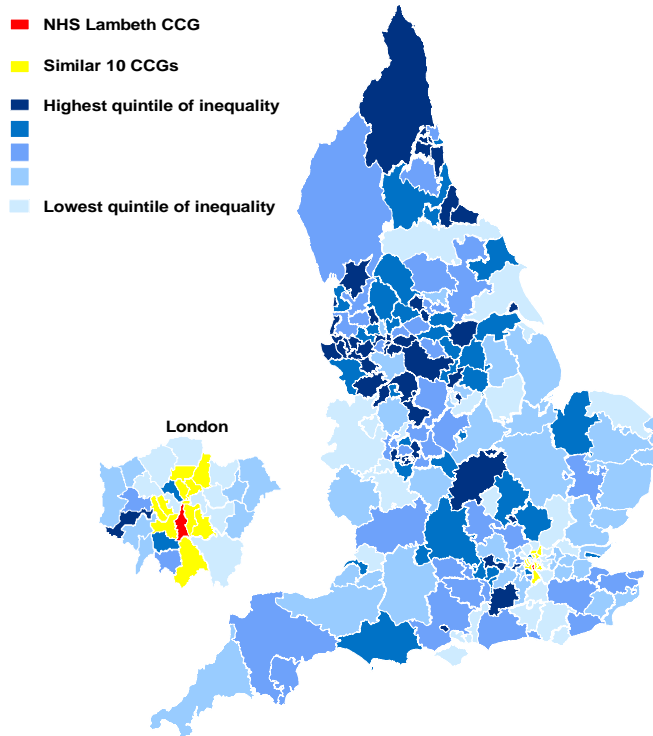 NHS Lambeth CCG
Similar 10 CCGs
Highest quintile of inequality
Lowest quintile of inequality
London